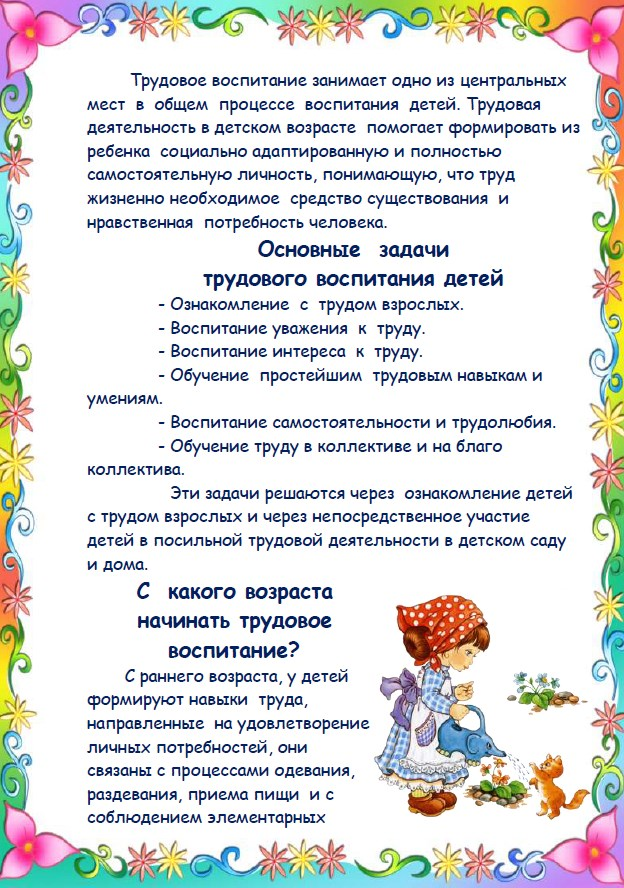 Трудовое воспитание занимает одно из центральных
мест в общем процессе воспитания детей. Трудовая
деятельность в детском возрасте помогает формировать из
ребенка социально адаптированную и полностью
самостоятельную личность, понимающую, что труд
жизненно необходимое средство существования и
нравственная потребность человека.
Основные задачи
трудового воспитания детей
- Ознакомление с трудом взрослых.
- Воспитание уважения к труду.
- Воспитание интереса к труду.
- Обучение простейшим трудовым навыкам и
умениям.
- Воспитание самостоятельности и трудолюбия.
- Обучение труду в коллективе и на благо
коллектива.
Эти задачи решаются через ознакомление детей
с трудом взрослых и через непосредственное участие
детей в посильной трудовой деятельности в детском саду
и дома.
С какого возраста
начинать трудовое
воспитание?
С раннего возраста, у детей
формируют навыки труда,
направленные на удовлетворение
личных потребностей, они
связаны с процессами одевания,
раздевания, приема пищи и с
соблюдением элементарных